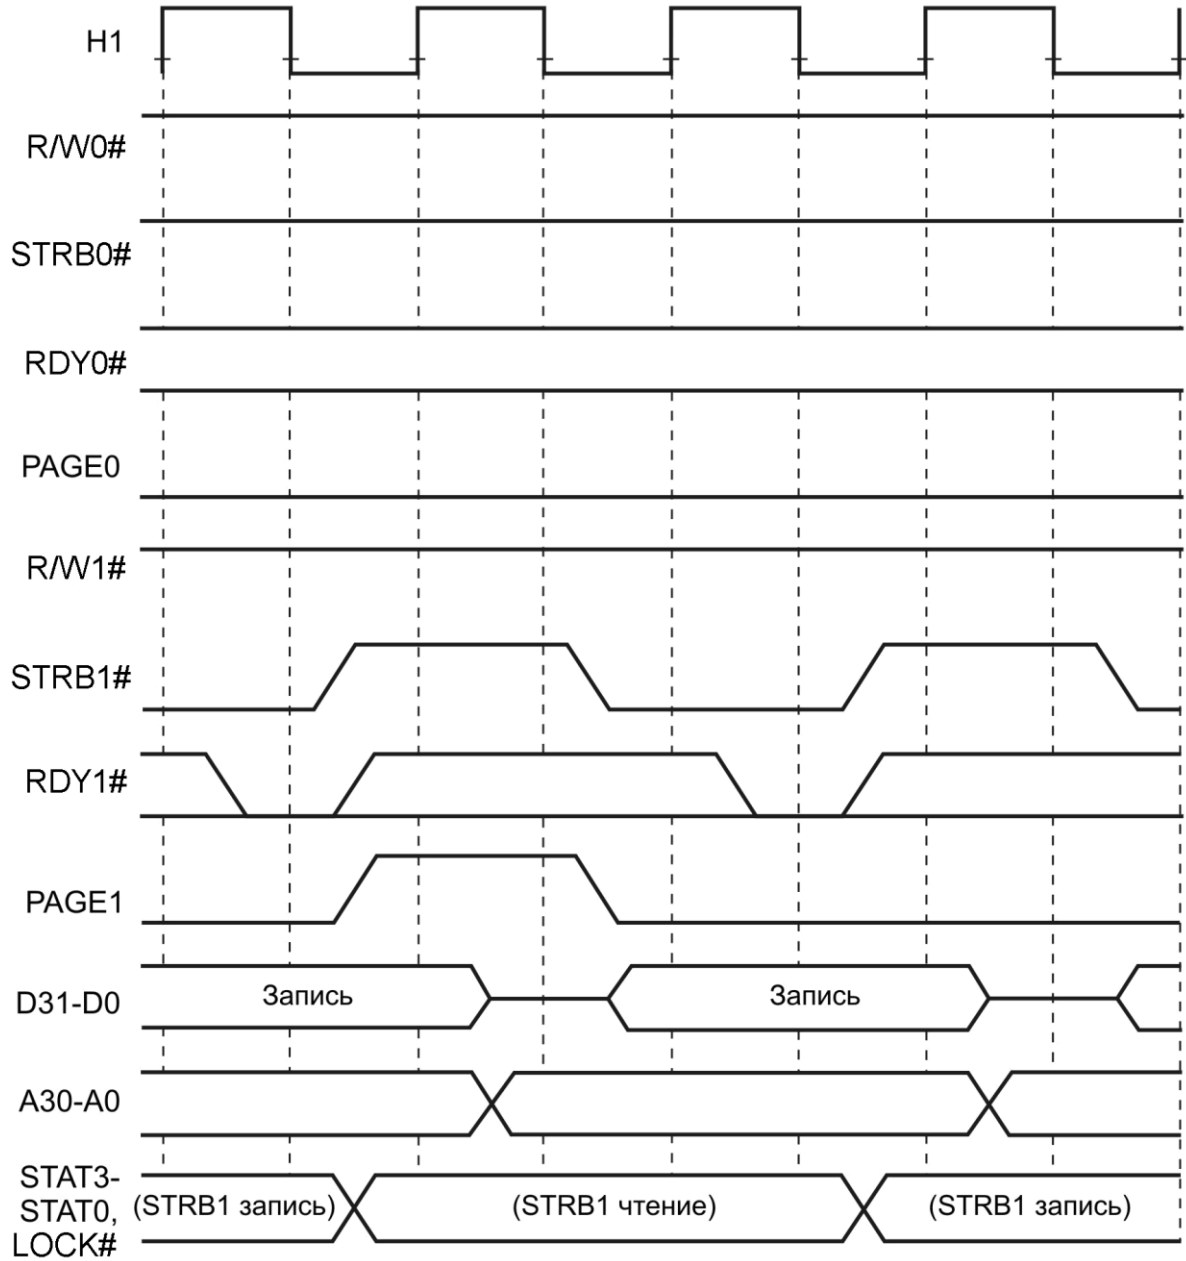 H1
R/W0#
STRB0#
RDY0#
PAGE0
R/W1#
STRB1#
RDY1#
PAGE1
D31-D0
Запись
Запись
A30-A0
STAT3-
STAT0,
LOCK#
(STRB1 запись)
(STRB1 чтение)
(STRB1 запись)